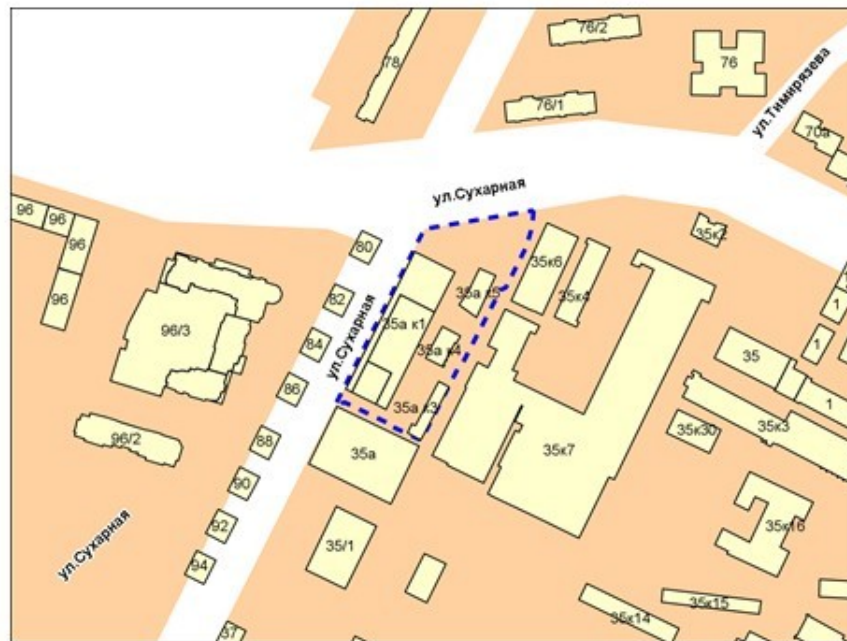 76/2
78
76
ул.Тимирязева
76/1
70а
ул.Сухарная
96
96
96
35к2
80
35к6
96
35а к5
35к4
82
35а к1
1
96/3
ул.Сухарная
84
35а к4
35
1
86
35а к3
1
35к3
35к30
96/2
88
35а
35к7
90
92
35к16
ул.Сухарная
35/1
94
35к15
35к14
37